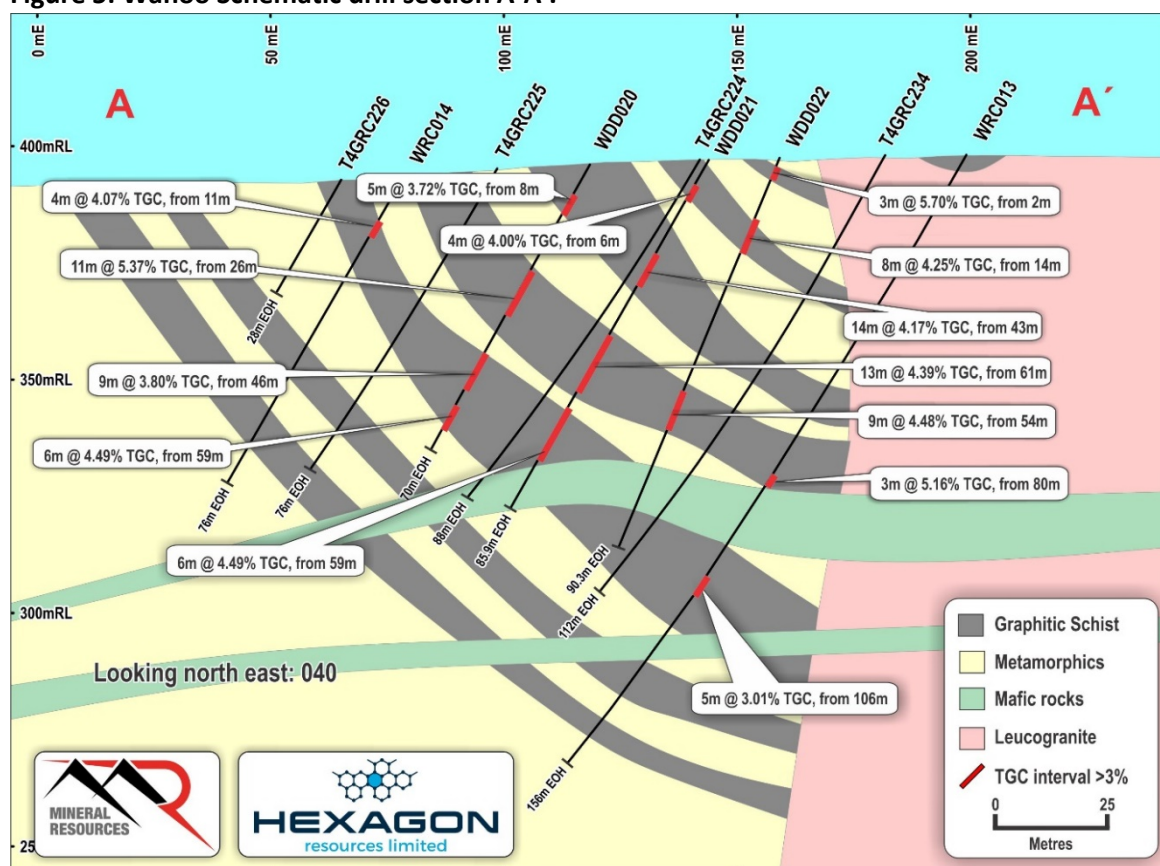 Figure 5: Wahoo Schematic drill section A-A'.
0 mE
50 mE
100 mE
150 mE
200 mE
A
A´
T4GRC226
WRC014
T4GRC225
WDD020
T4GRC224
WDD021
WDD022
T4GRC234
WRC013
400mRL
350mRL
300mRL
25
4m @ 4.07% TGC, from 11m
5m @ 3.72% TGC, from 8m
4m @ 4.00% TGC, from 6m
11m @ 5.37% TGC, from 26m
9m @ 3.80% TGC, from 46m
6m @ 4.49% TGC, from 59m
6m @ 4.49% TGC, from 59m
3m @ 5.70% TGC, from 2m
8m @ 4.25% TGC, from 14m
14m @ 4.17% TGC, from 43m
13m @ 4.39% TGC, from 61m
9m @ 4.48% TGC, from 54m
3m @ 5.16% TGC, from 80m
5m @ 3.01% TGC, from 106m
28m EOH
76m EOH
76m EOH
70m EOH
88m EOH
85.9m EOH
90.3m EOH
112m EOH
156m EOH
Looking north east: 040
MINERAL
RESOURCES
HEXAGON
resources limited
Graphitic Schist
Metamorphics
Mafic rocks
Leucogranite
TGC interval >3%
0
25
Metres